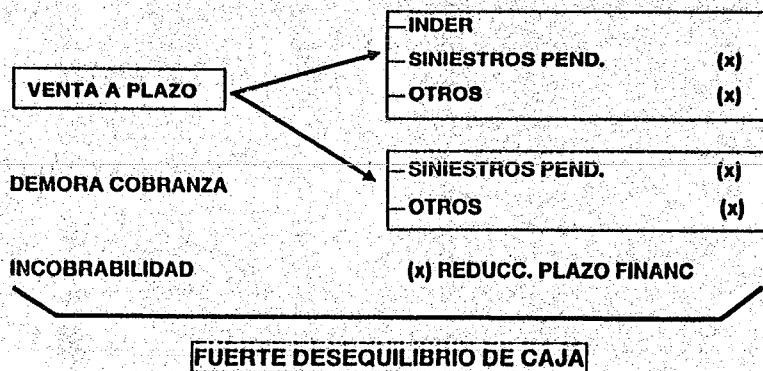 VENTA A PLAZO
–INDER
–SINIESTROS PEND. (x)
–OTROS (x)
–SINIESTROS PEND. (x)
–OTROS (x)
DEMORA COBRANZA
INCOBRABILIDAD
(x) REDUCC. PLAZO FINANC
FUERTE DESEQUILIBRIO DE CAJA